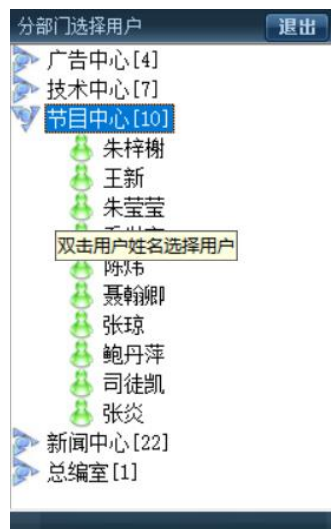 分部门选择用户
退出
广告中心[4]
技术中心[7]
节目中心[10]
朱梓榭
王新
朱莹莹
双击用户姓名选择用户
陈炜
聂翰卿
张琼
鲍丹萍
司徒凯
张炎
新闻中心[22]
总编室[1]